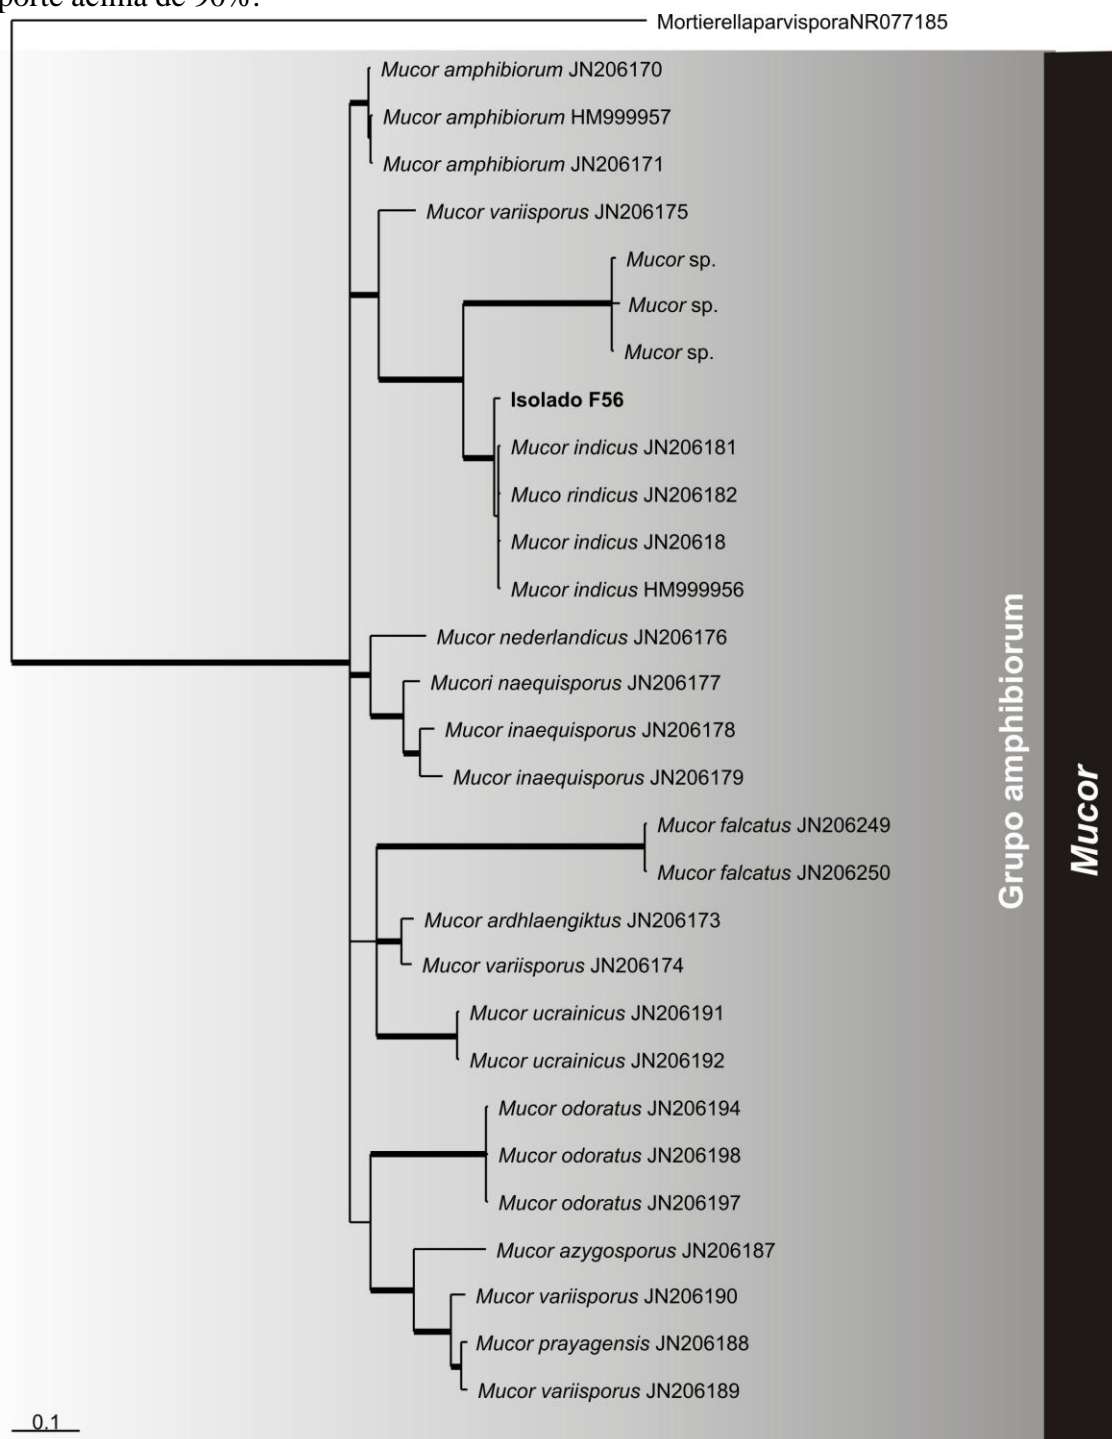 porte acima de 90%.
MortierellaparvisporaNR077185
Mucor amphibiorum JN206170
Mucor amphibiorum HM999957
Mucor amphibiorum JN206171
Mucor variisporus JN206175
Mucor sp.
Mucor sp.
Mucor sp.
Isolado F56
Mucor indicus JN206181
Muco rindicus JN206182
Mucor indicus JN20618
Mucor indicus HM999956
Mucor nederlandicus JN206176
Mucori naequisporus JN206177
Mucor inaequisporus JN206178
Mucor inaequisporus JN206179
Mucor falcatus JN206249
Mucor falcatus JN206250
Mucor ardhlaengiktus JN206173
Mucor variisporus JN206174
Mucor ucrainicus JN206191
Mucor ucrainicus JN206192
Mucor odoratus JN206194
Mucor odoratus JN206198
Mucor odoratus JN206197
Mucor azygosporus JN206187
Mucor variisporus JN206190
Mucor prayagensis JN206188
Mucor variisporus JN206189
0.1
Grupo amphibiorum
Mucor